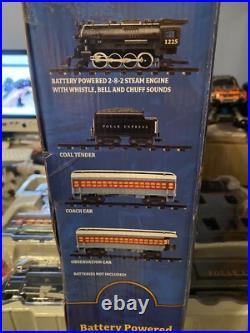 1225
BATTERY POWERED 2-8-2 STEAM ENGINE
WITH WHISTLE, BELL AND CHUFF SOUNDS
POLAR EXPRESS
COAL TENDER
COACH CAR
OBSERVATION CAR
BATTERIES NOT INCLUDED
Battery Powered